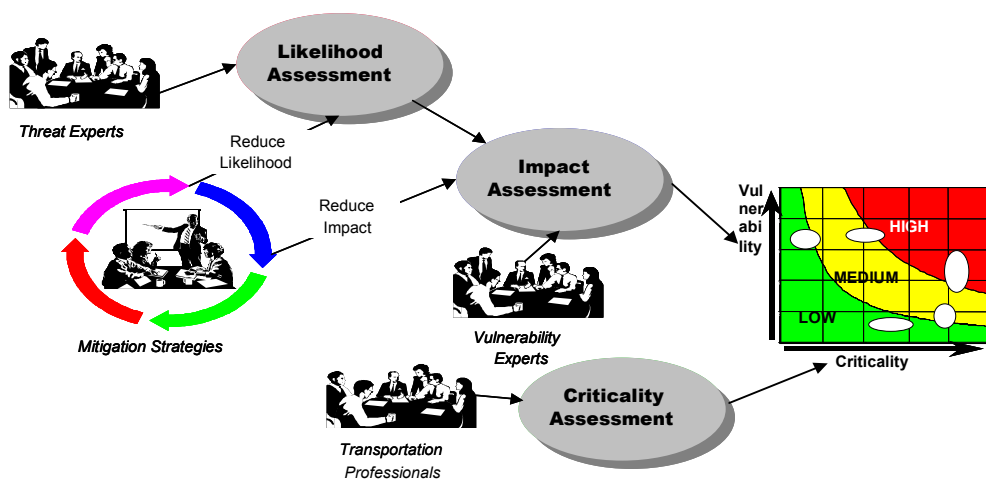 Likelihood
Assessment
Threat Experts
Reduce
Likelihood
Impact
Assessment
Reduce
Impact
Vul
ner
abi
lity
HIGH
MEDIUM
LOW
Criticality
Mitigation Strategies
Vulnerability
Experts
Criticality
Assessment
Transportation
Professionals